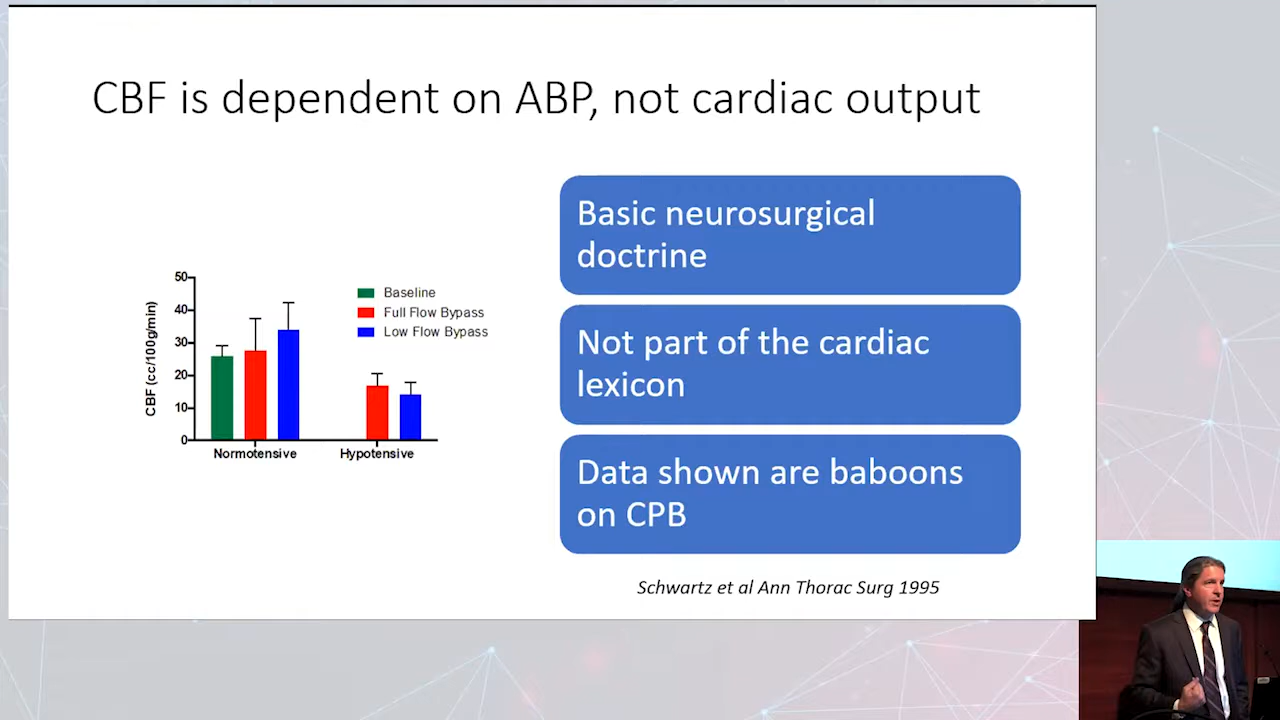 CBF is dependent on ABP, not cardiac output
Basic neurosurgical
doctrine
Not part of the cardiac
lexicon
Data shown are baboons
on CPB
CBF (cc/100g/min)
50
40
30
20
10
0
Baseline
Full Flow Bypass
Low Flow Bypass
Normotensive
Hypotensive
Schwartz et al Ann Thorac Surg 1995